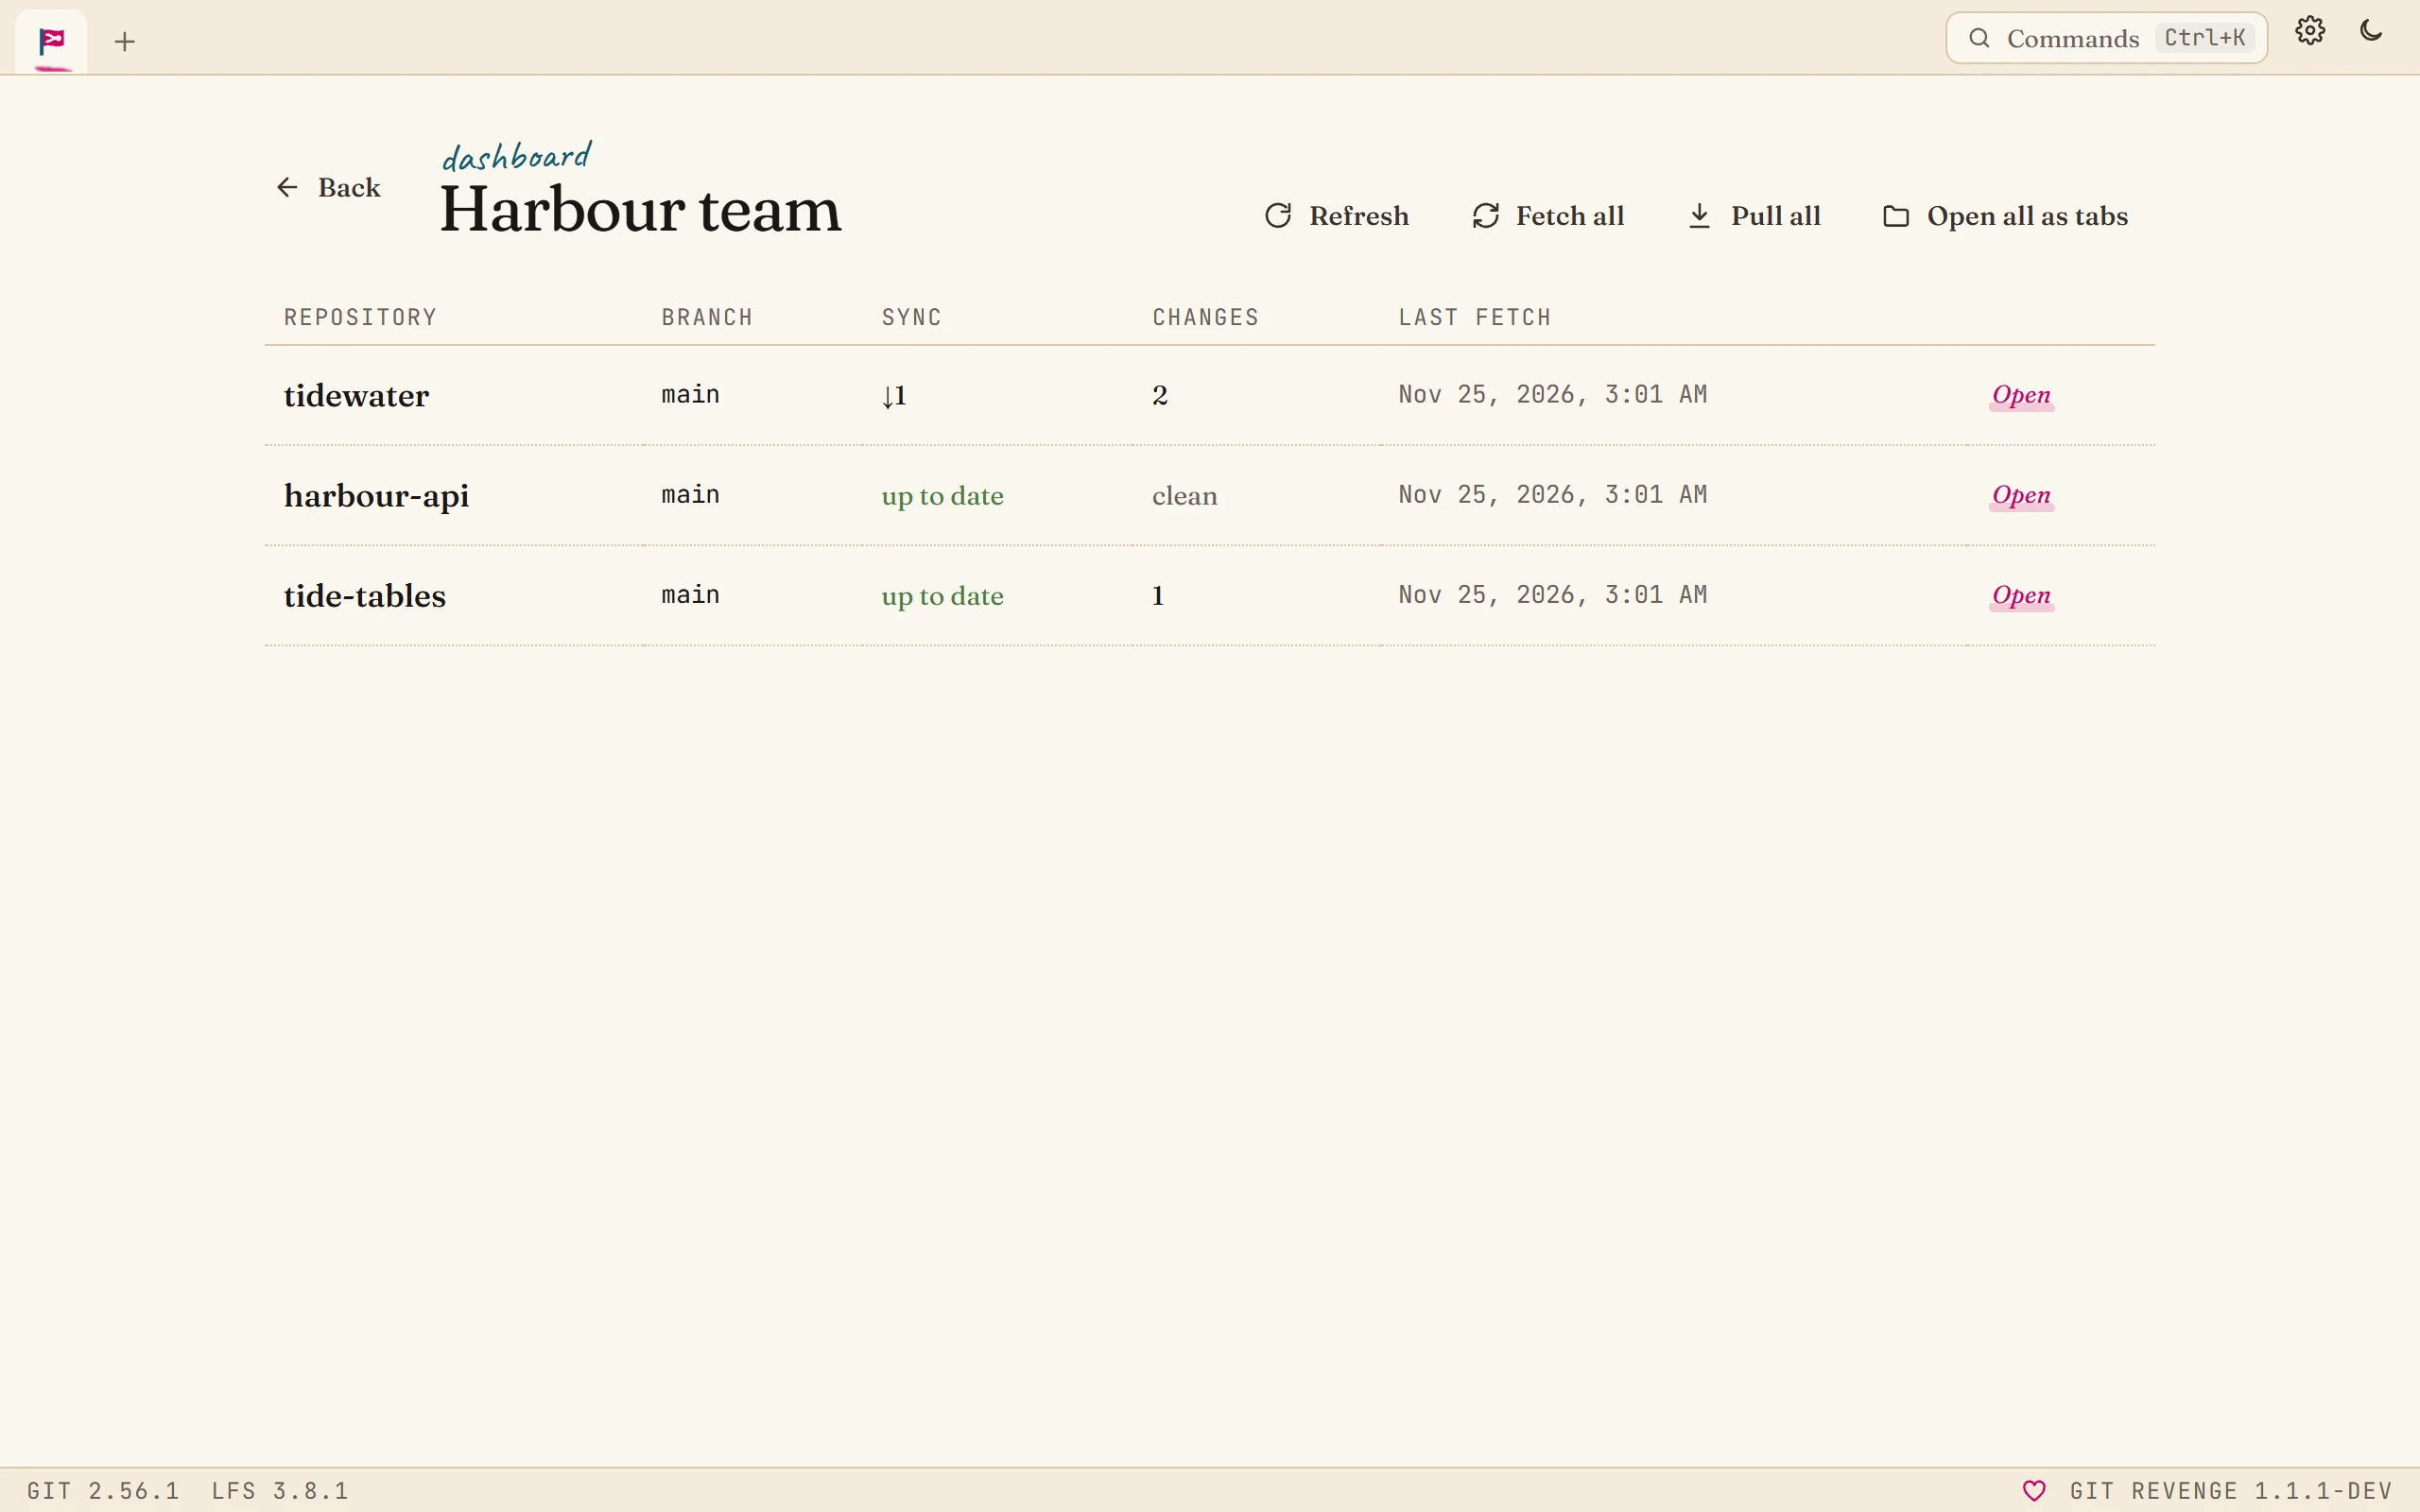 Commands Ctrl+K
dashboard
Back
Harbour team
Refresh Fetch all Pull all Open all as tabs
REPOSITORY BRANCH SYNC CHANGES LAST FETCH
tidewater main ↓1 2 Nov 25, 2026, 3:01 AM Open
harbour-api main up to date clean Nov 25, 2026, 3:01 AM Open
tide-tables main up to date 1 Nov 25, 2026, 3:01 AM Open
GIT 2.56.1 LFS 3.8.1 GIT REVENGE 1.1.1-DEV